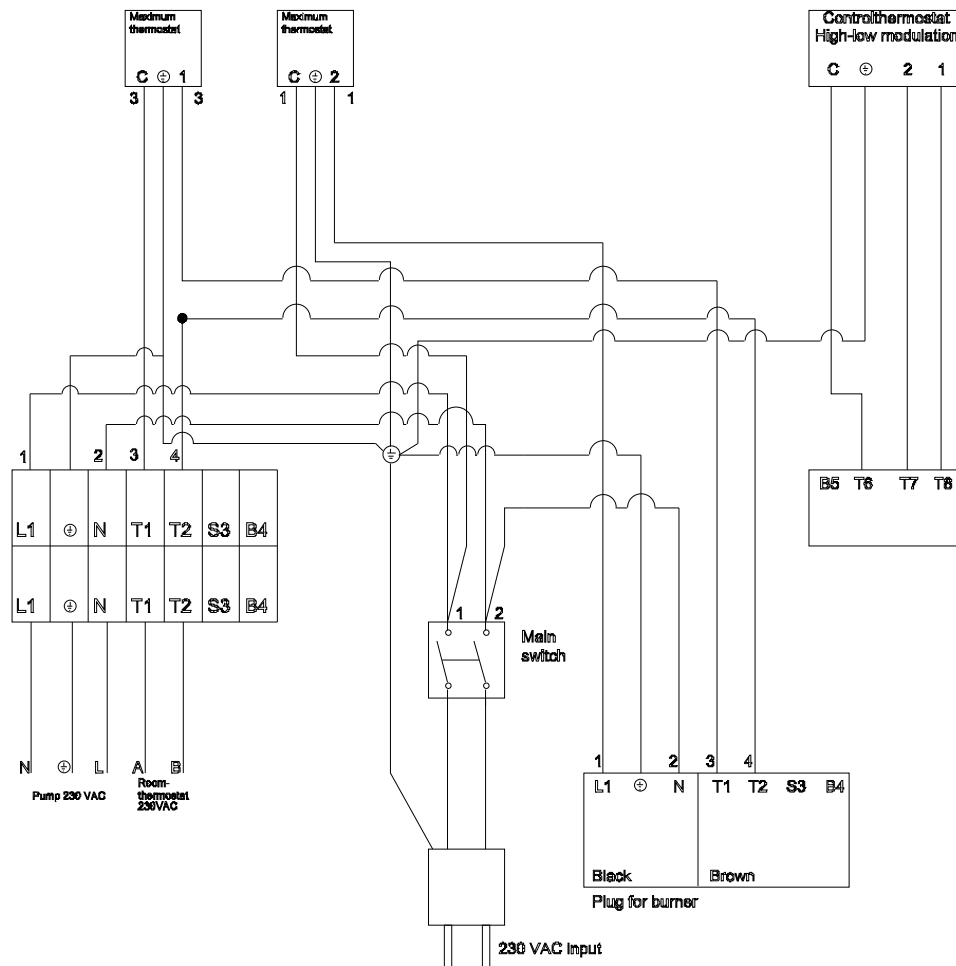 Maximum
thermostat
C 1
3 3
Maximum
thermostat
C 2
1 1
Controlthermostat
High-low modulation
C 2 1
1 2 3 4
L1 N T1 T2 S3 B4
L1 N T1 T2 S3 B4
B5 T6 T7 T8
1 2
Main
switch
N L A B
Pump 230 VAC
Room-
thermostat
230VAC
1 2 3 4
L1 N T1 T2 S3 B4
Black Brown
Plug for burner
230 VAC Input